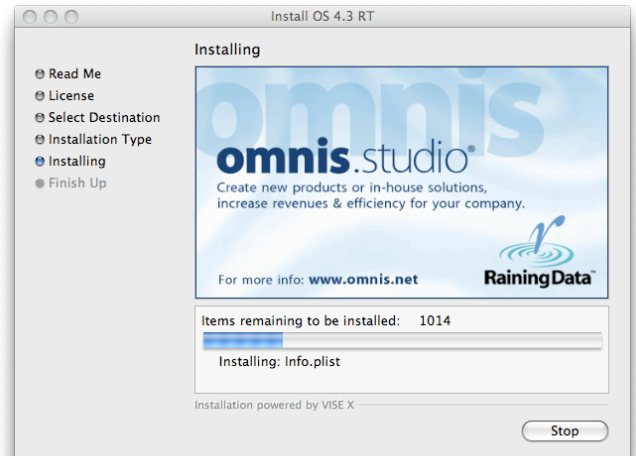 Install OS 4.3 RT
Installing
Read Me
License
Select Destination
Installation Type
Installing
Finish Up
omnis
omnis.studio®
Create new products or in-house solutions,
increase revenues & efficiency for your company.
For more info: www.omnis.net
RainingData™
Items remaining to be installed: 1014
Installing: Info.plist
Installation powered by VISE X
Stop